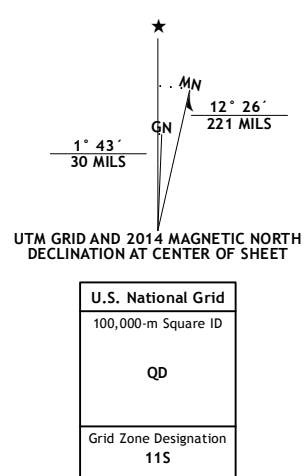 ★
MN
GN
12° 26´
221 MILS
1° 43´
30 MILS
UTM GRID AND 2014 MAGNETIC NORTH
DECLINATION AT CENTER OF SHEET
U.S. National Grid
100,000-m Square ID
QD
Grid Zone Designation
11S